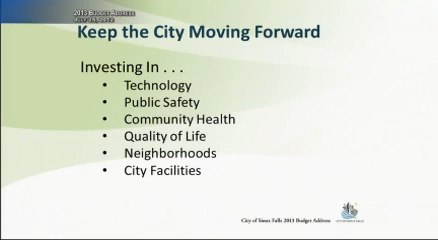 2013 BUDGET ADDRESS
Keep the City Moving Forward
Investing In . . .
• Technology
• Public Safety
• Community Health
• Quality of Life
• Neighborhoods
• City Facilities
City of Sioux Falls 2013 Budget Address